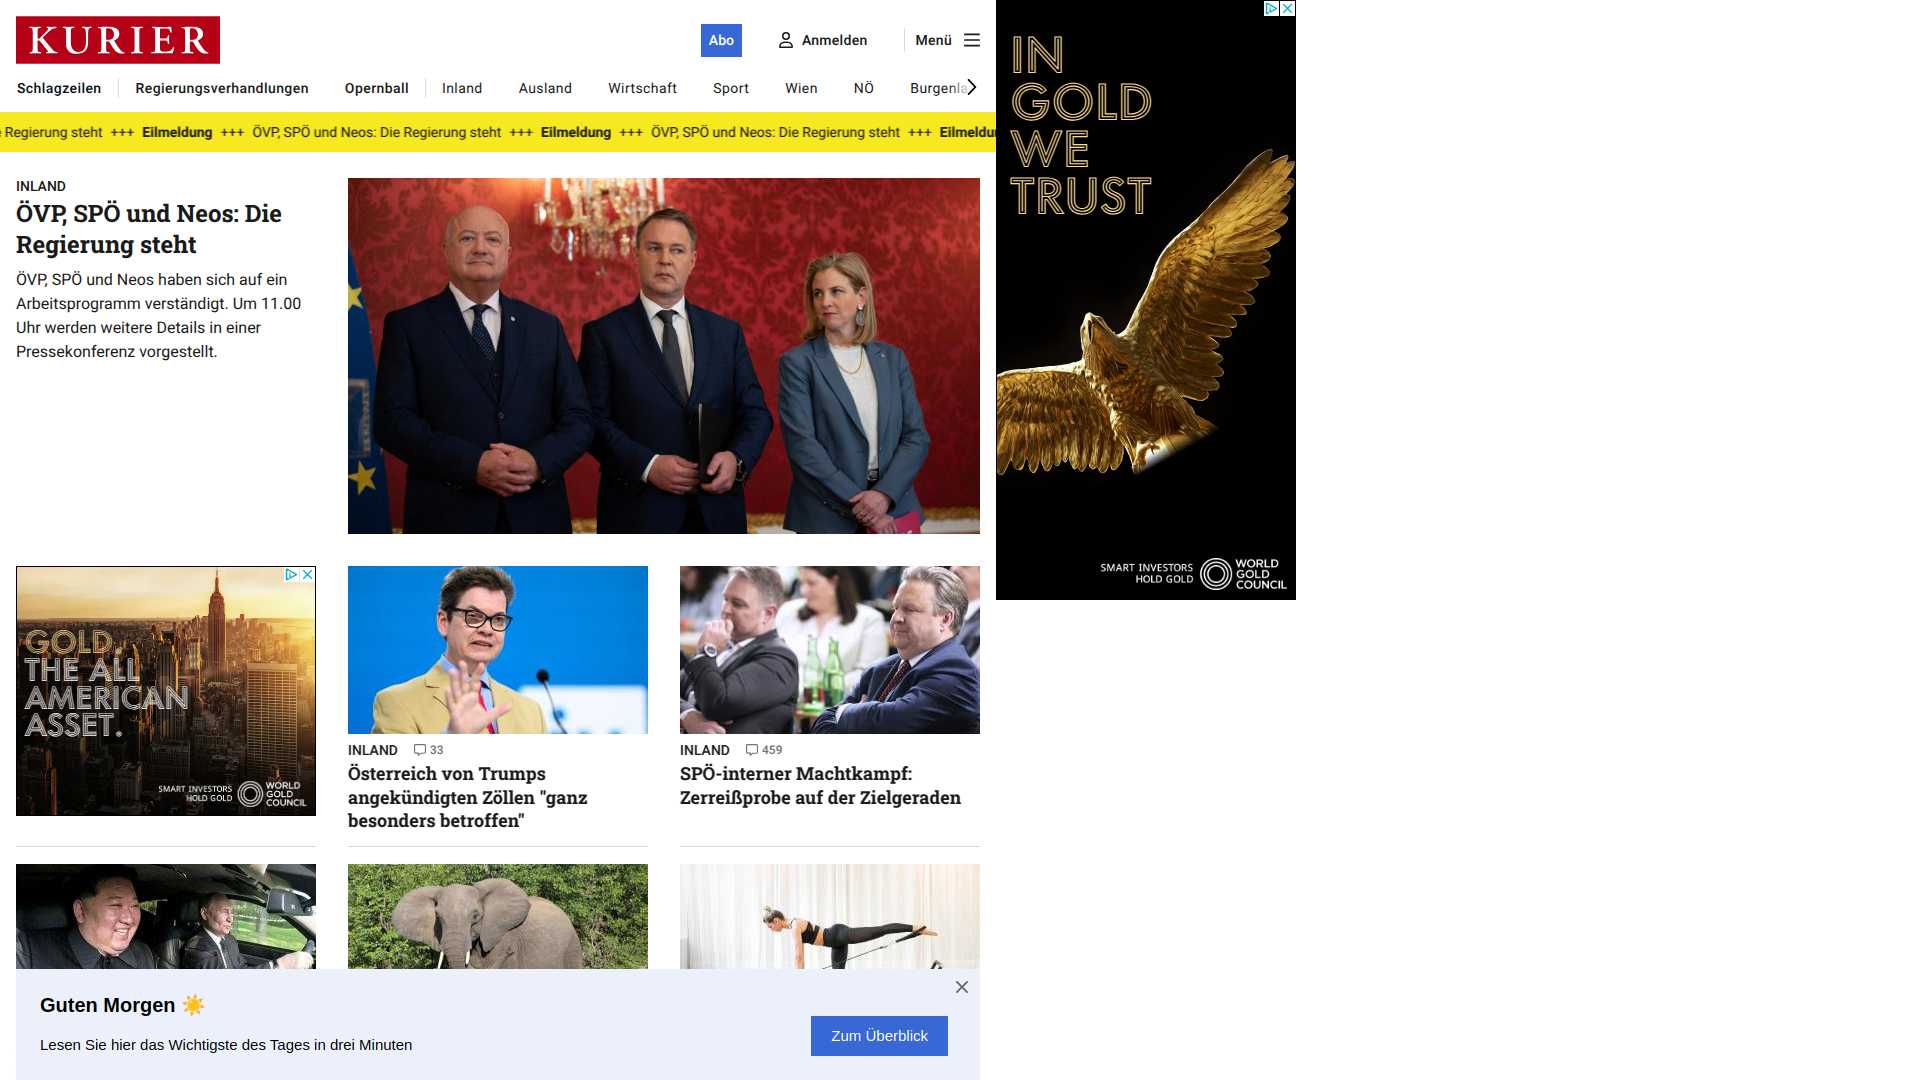 KURIER
Abo
Anmelden
Menü
Schlagzeilen
Regierungsverhandlungen
Opernball
Inland
Ausland
Wirtschaft
Sport
Wien
NÖ
Burgenla
e Regierung steht +++ Eilmeldung +++ ÖVP, SPÖ und Neos: Die Regierung steht +++ Eilmeldung +++ ÖVP, SPÖ und Neos: Die Regierung steht +++ Eilmeldun
INLAND
ÖVP, SPÖ und Neos: Die
Regierung steht
ÖVP, SPÖ und Neos haben sich auf ein
Arbeitsprogramm verständigt. Um 11.00
Uhr werden weitere Details in einer
Pressekonferenz vorgestellt.
IN
GOLD
WE
TRUST
SMART INVESTORS
HOLD GOLD
WORLD
GOLD
COUNCIL
GOLD.
THE ALL
AMERICAN
ASSET.
SMART INVESTORS
HOLD GOLD
WORLD
GOLD
COUNCIL
INLAND 33
Österreich von Trumps
angekündigten Zöllen "ganz
besonders betroffen"
INLAND 459
SPÖ-interner Machtkampf:
Zerreißprobe auf der Zielgeraden
Guten Morgen ☀️
Lesen Sie hier das Wichtigste des Tages in drei Minuten
Zum Überblick